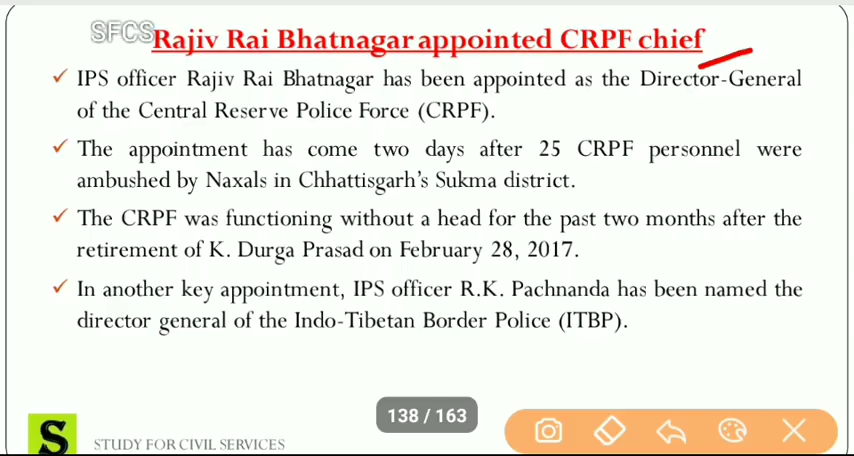 SFCS
Rajiv Rai Bhatnagar appointed CRPF chief
✓ IPS officer Rajiv Rai Bhatnagar has been appointed as the Director-General
of the Central Reserve Police Force (CRPF).
✓ The appointment has come two days after 25 CRPF personnel were
ambushed by Naxals in Chhattisgarh's Sukma district.
✓ The CRPF was functioning without a head for the past two months after the
retirement of K. Durga Prasad on February 28, 2017.
✓ In another key appointment, IPS officer R.K. Pachnanda has been named the
director general of the Indo-Tibetan Border Police (ITBP).
138 / 163
S STUDY FOR CIVIL SERVICES